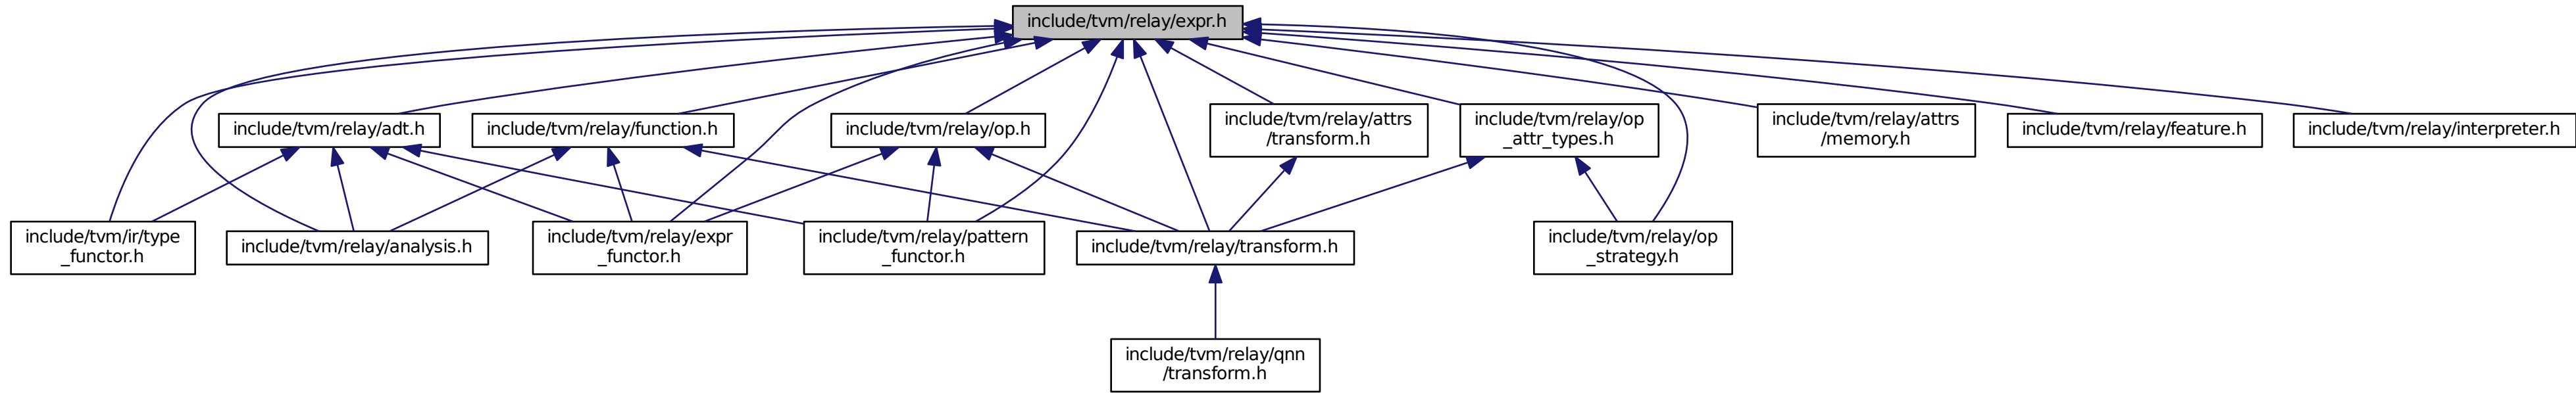 include/tvm/relay/expr.h
include/tvm/relay/adt.h
include/tvm/relay/function.h
include/tvm/relay/op.h
include/tvm/relay/attrs
/transform.h
include/tvm/relay/op
_attr_types.h
include/tvm/relay/attrs
/memory.h
include/tvm/relay/feature.h
include/tvm/relay/interpreter.h
include/tvm/ir/type
_functor.h
include/tvm/relay/analysis.h
include/tvm/relay/expr
_functor.h
include/tvm/relay/pattern
_functor.h
include/tvm/relay/transform.h
include/tvm/relay/op
_strategy.h
include/tvm/relay/qnn
/transform.h